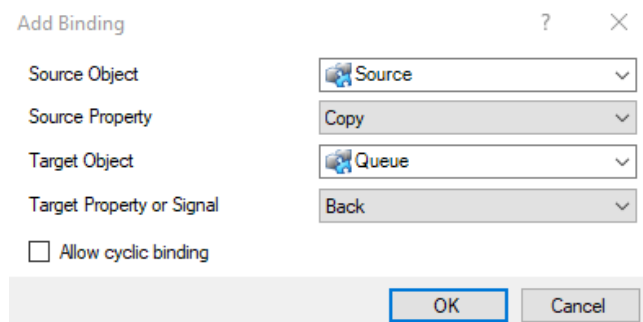 Add Binding ?
Source Object Source
Source Property Copy
Target Object Queue
Target Property or Signal Back
Allow cyclic binding
OK Cancel